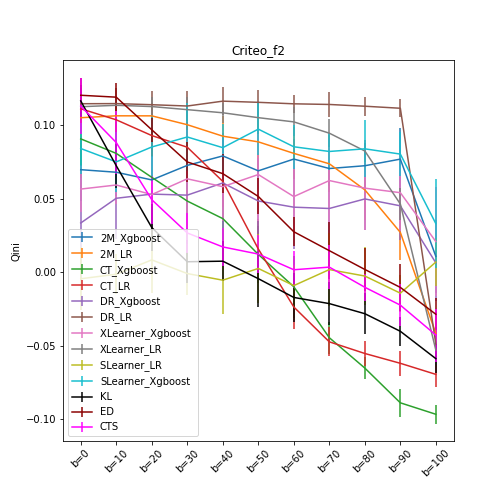 Criteo_f2
Qini
0.10
0.05
0.00
−0.05
−0.10
2M_Xgboost
2M_LR
CT_Xgboost
CT_LR
DR_Xgboost
DR_LR
XLearner_Xgboost
XLearner_LR
SLearner_LR
SLearner_Xgboost
KL
ED
CTS
b=0 b=10 b=20 b=30 b=40 b=50 b=60 b=70 b=80 b=90 b=100